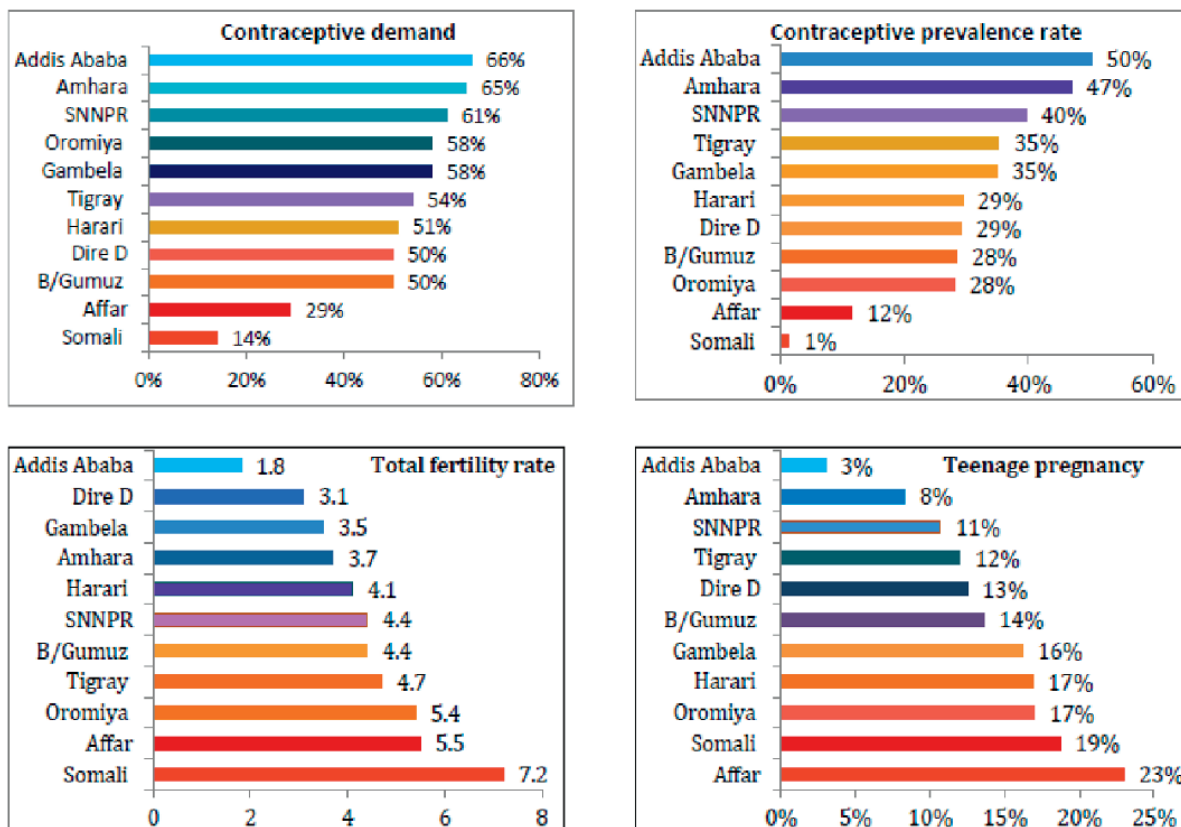 Contraceptive demand
Addis Ababa 66%
Amhara 65%
SNNPR 61%
Oromiya 58%
Gambela 58%
Tigray 54%
Harari 51%
Dire D 50%
B/Gumuz 50%
Affar 29%
Somali 14%
0% 20% 40% 60% 80%
Contraceptive prevalence rate
Addis Ababa 50%
Amhara 47%
SNNPR 40%
Tigray 35%
Gambela 35%
Harari 29%
Dire D 29%
B/Gumuz 28%
Oromiya 28%
Affar 12%
Somali 1%
0% 20% 40% 60%
Total fertility rate
Addis Ababa 1.8
Dire D 3.1
Gambela 3.5
Amhara 3.7
Harari 4.1
SNNPR 4.4
B/Gumuz 4.4
Tigray 4.7
Oromiya 5.4
Affar 5.5
Somali 7.2
0 2 4 6 8
Teenage pregnancy
Addis Ababa 3%
Amhara 8%
SNNPR 11%
Tigray 12%
Dire D 13%
B/Gumuz 14%
Gambela 16%
Harari 17%
Oromiya 17%
Somali 19%
Affar 23%
0% 5% 10% 15% 20% 25%